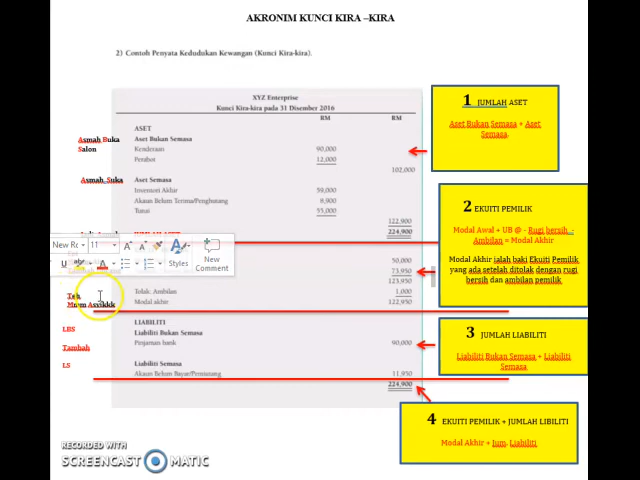 AKRONIM KUNCI KIRA –KIRA
2) Contoh Penyata Kedudukan Kewangan (Kunci Kira-kira).
XYZ Enterprise
Kunci Kira-kira pada 31 Disember 2016
RM RM
ASET
Asmah Buka Salon
Aset Bukan Semasa
Kenderaan 90,000
Perabot 12,000
102,000
Asmah Suka
Aset Semasa
Inventori Akhir 59,000
Akaun Belum Terima/Penghutang 8,900
Tunai 55,000
122,900
224,900
New Ro 11
A A
U aby A Styles
New Comment
50,000
73,950
123,950
Tolak: Ambilan 1,000
Modal akhir 122,950
LIABILITI
LBS
Liabiliti Bukan Semasa
Tambah
Pinjaman bank 90,000
LS
Liabiliti Semasa
Akaun Belum Bayar/Pemiutang 11,950
224,900
1 JUMLAH ASET
Aset Bukan Semasa + Aset
Semasa.
2 EKUITI PEMILIK
Modal Awal + UB @ - Rugi bersih -
Ambilan = Modal Akhir
Modal Akhir ialah baki Ekuiti Pemilik
yang ada setelah ditolak dengan rugi
bersih dan ambilan pemilik
3 JUMLAH LIABILITI
Liabiliti Bukan Semasa + Liabiliti
Semasa
4 EKUITI PEMILIK + JUMLAH LIBILITI
Modal Akhir + Jum. Liabiliti
RECORDED WITH
SCREENCAST MATIC